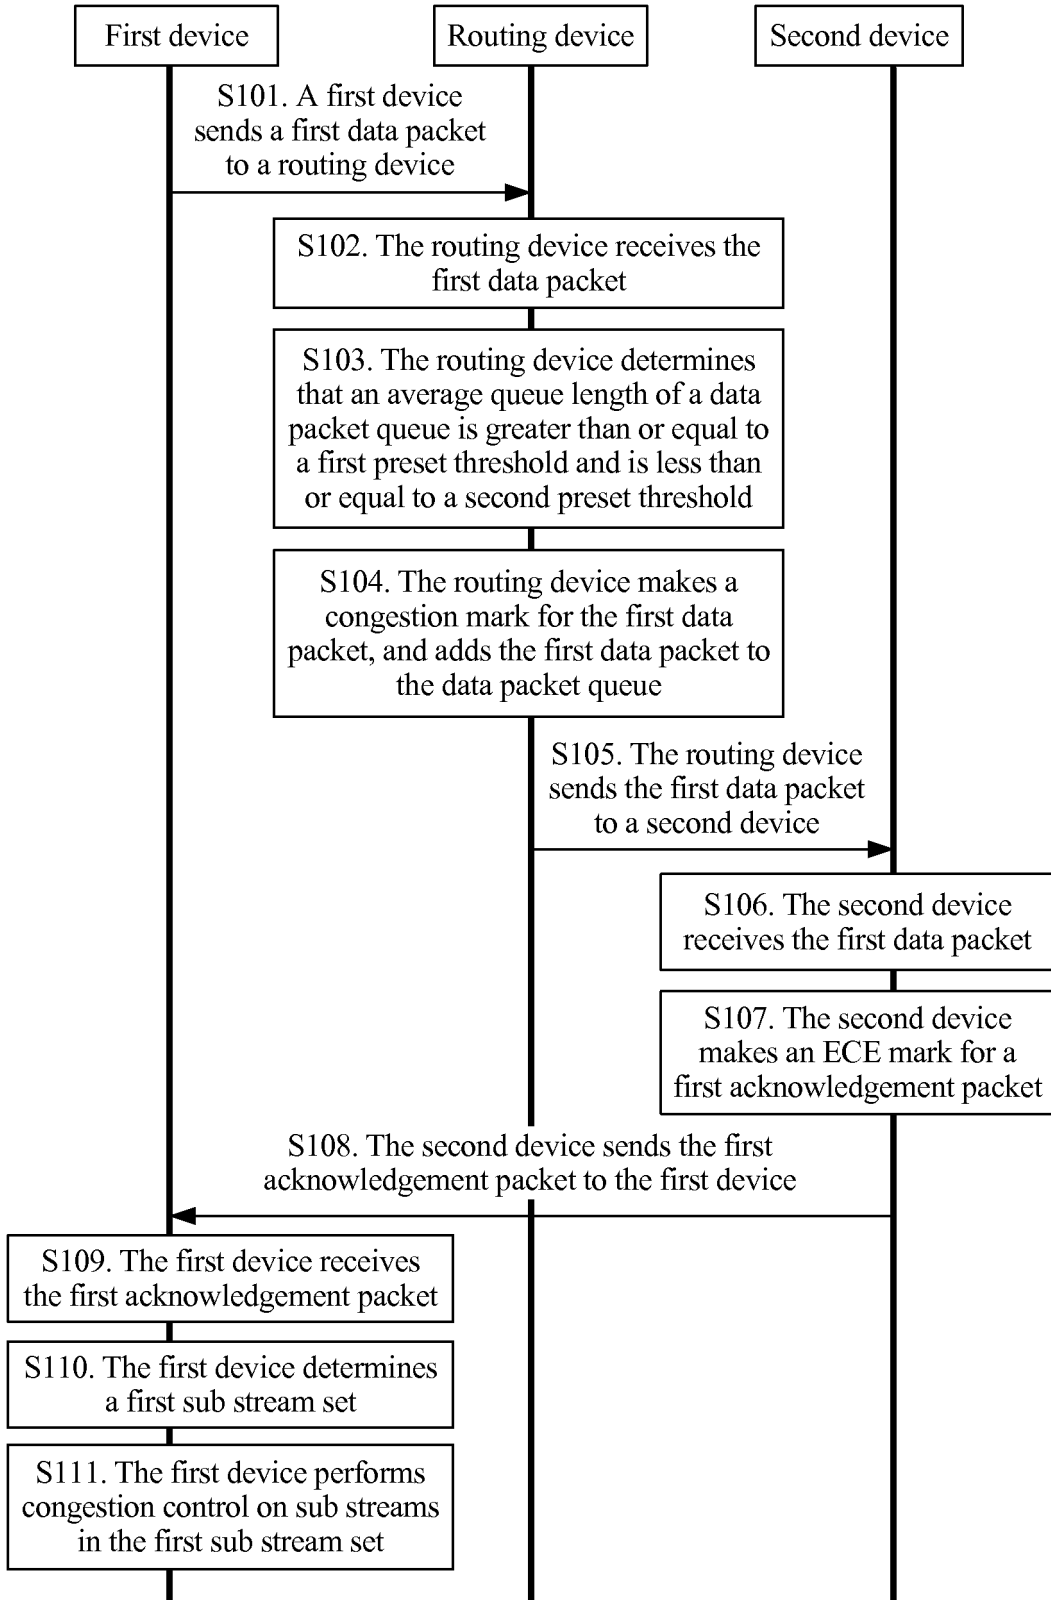 First device
Routing device
Second device
S101. A first device
sends a first data packet
to a routing device
S102. The routing device receives the
first data packet
S103. The routing device determines
that an average queue length of a data
packet queue is greater than or equal to
a first preset threshold and is less than
or equal to a second preset threshold
S104. The routing device makes a
congestion mark for the first data
packet, and adds the first data packet to
the data packet queue
S105. The routing device
sends the first data packet
to a second device
S106. The second device
receives the first data packet
S107. The second device
makes an ECE mark for a
first acknowledgement packet
S108. The second device sends the first
acknowledgement packet to the first device
S109. The first device receives
the first acknowledgement packet
S110. The first device determines
a first sub stream set
S111. The first device performs
congestion control on sub streams
in the first sub stream set